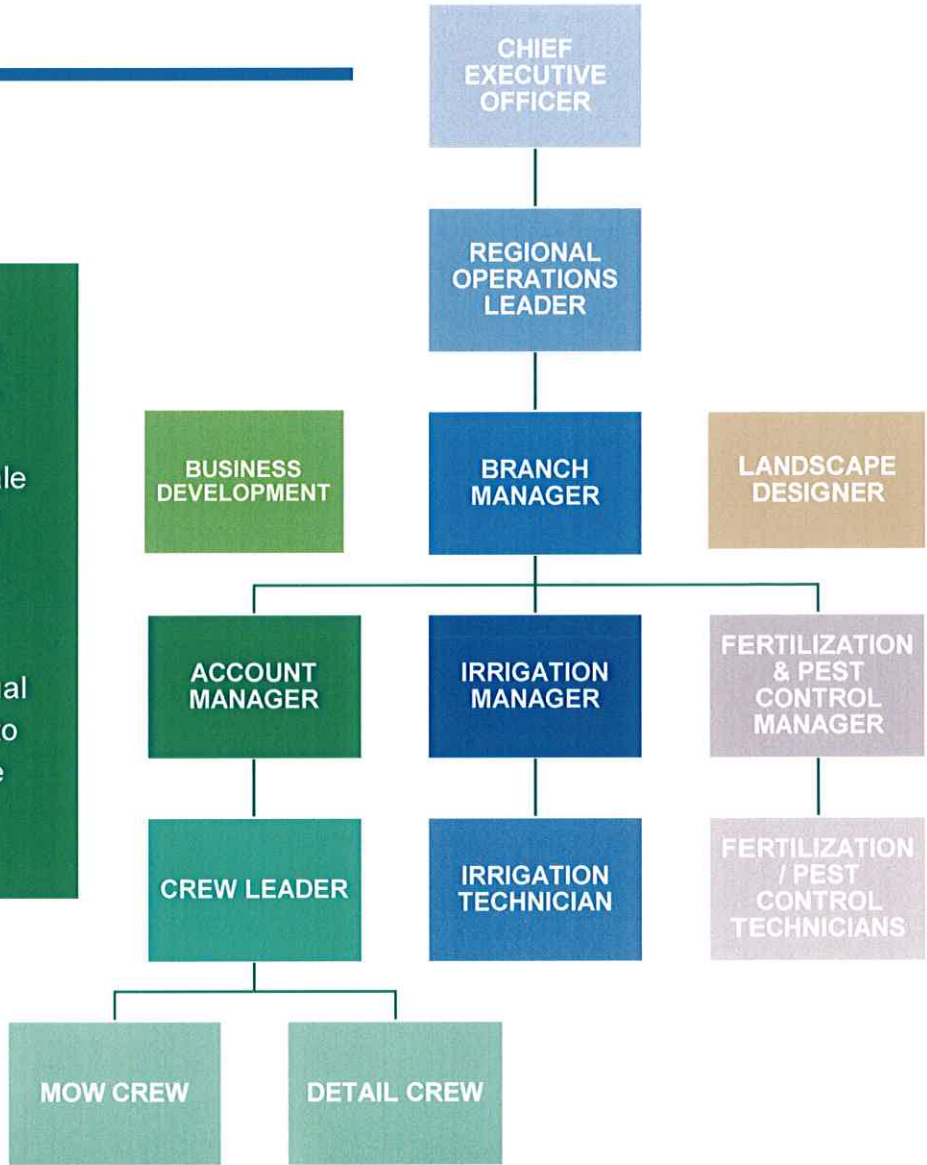 CHIEF
EXECUTIVE
OFFICER
REGIONAL
OPERATIONS
LEADER
BUSINESS
DEVELOPMENT
BRANCH
MANAGER
LANDSCAPE
DESIGNER
ACCOUNT
MANAGER
IRRIGATION
MANAGER
FERTILIZATION
& PEST
CONTROL
MANAGER
CREW LEADER
IRRIGATION
TECHNICIAN
FERTILIZATION
/ PEST
CONTROL
TECHNICIANS
MOW CREW
DETAIL CREW
to